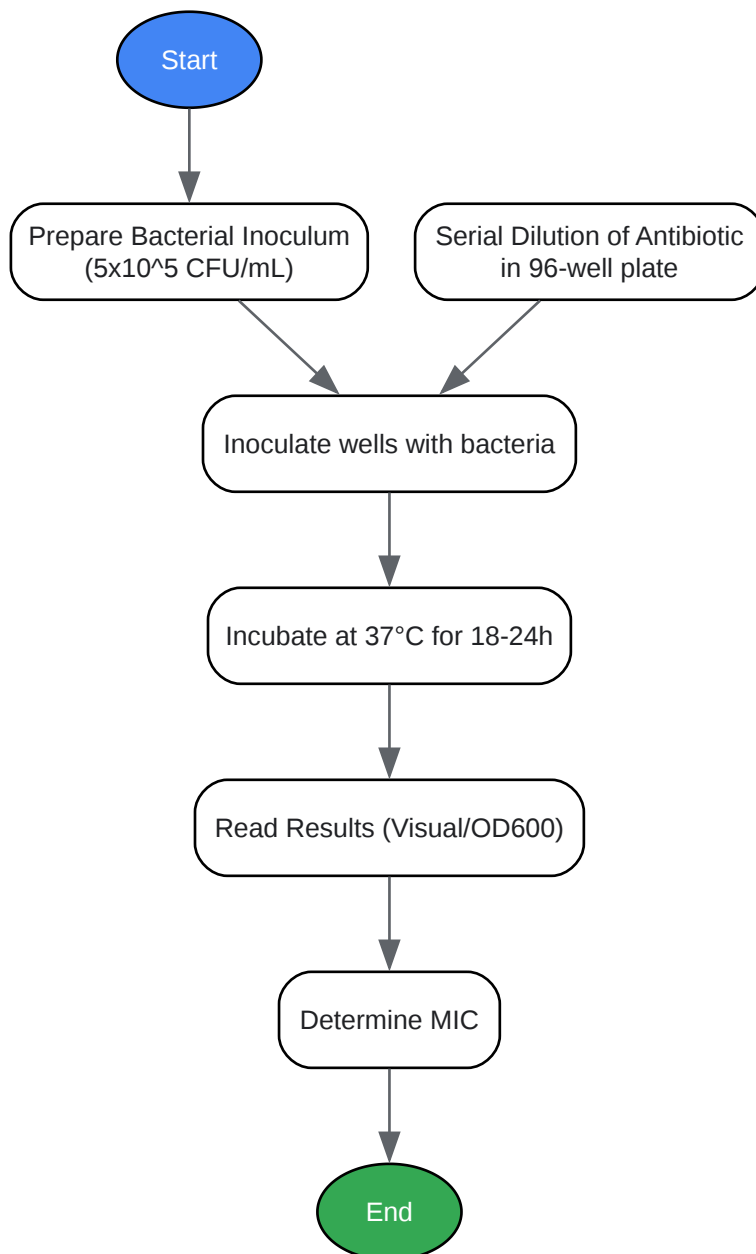 Start
Prepare Bacterial Inoculum
(5x10^5 CFU/mL)
Serial Dilution of Antibiotic
in 96-well plate
Inoculate wells with bacteria
Incubate at 37°C for 18-24h
Read Results (Visual/OD600)
Determine MIC
End